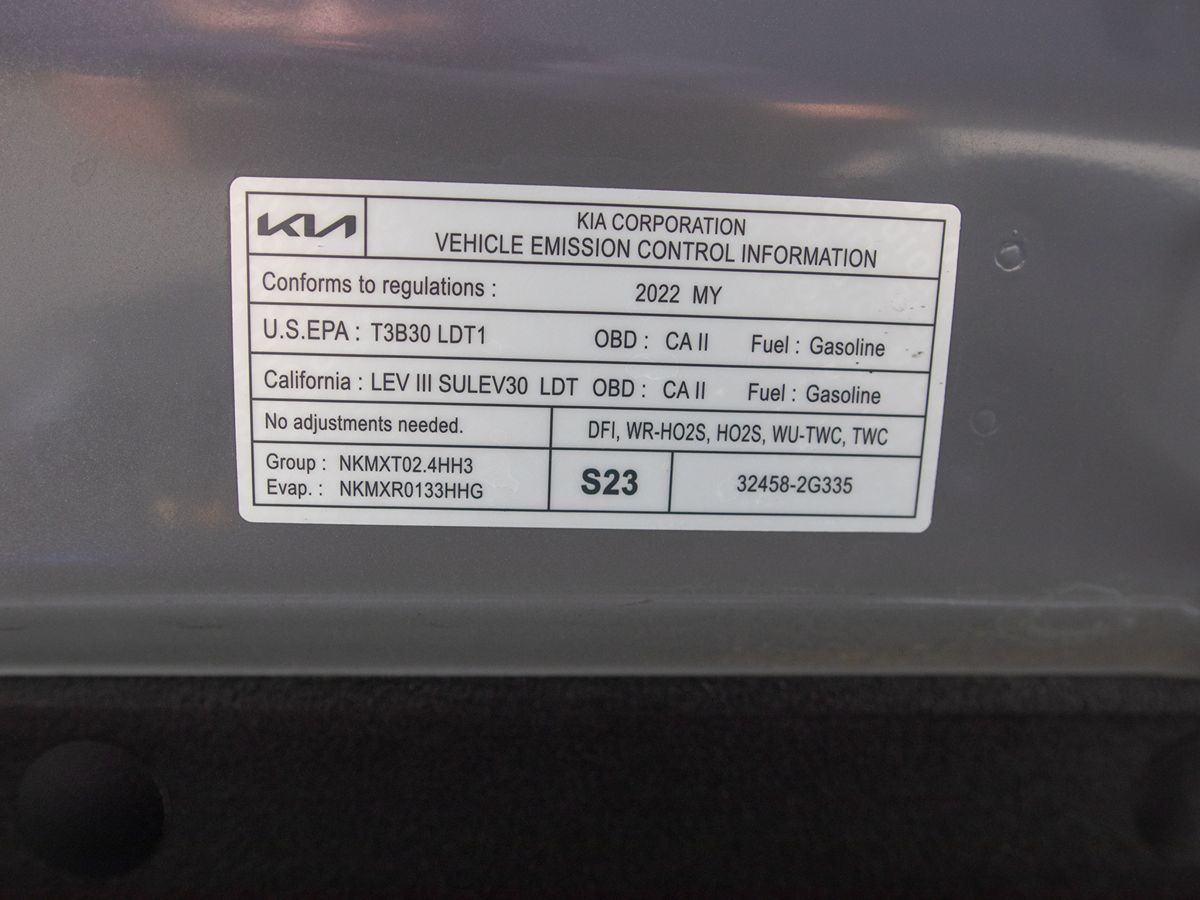 KIA
KIA CORPORATION
VEHICLE EMISSION CONTROL INFORMATION
Conforms to regulations : 2022 MY
U.S.EPA : T3B30 LDT1 OBD : CA II Fuel : Gasoline
California : LEV III SULEV30 LDT OBD : CA II Fuel : Gasoline
No adjustments needed. DFI, WR-HO2S, HO2S, WU-TWC, TWC
Group : NKMXT02.4HH3
Evap. : NKMXR0133HHG
S23 32458-2G335